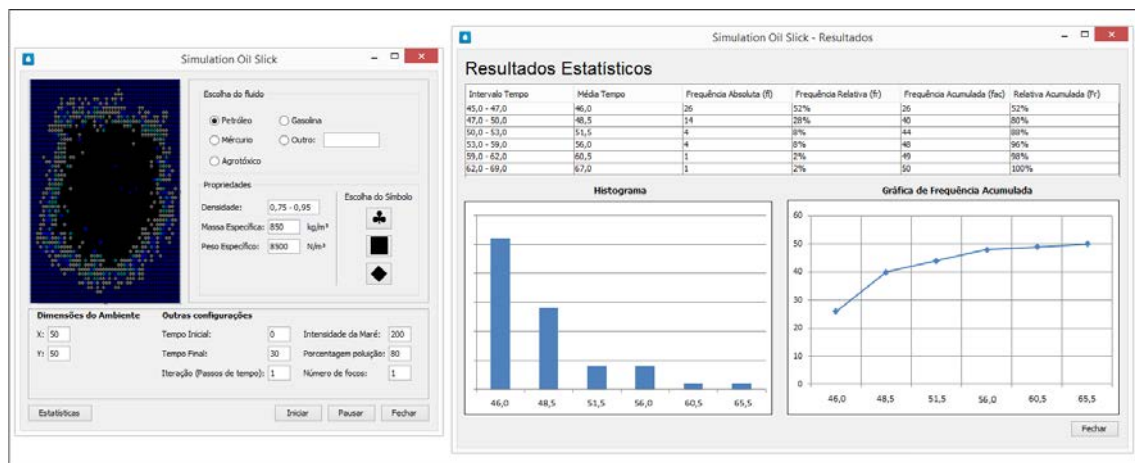 Simulation Oil Slick
Escolha do fluido
Petróleo Gasolina
Mércurio Outro:
Agrotóxico
Propriedades
Densidade: 0,75 - 0,95
Massa Especifica: 850 kg/m³
Peso Especifico: 8500 N/m³
Escolha do Símbolo
Dimensões do Ambiente
X: 50
Y: 50
Outras configurações
Tempo Inicial: 0 Intensidade da Maré: 200
Tempo Final: 30 Porcentagem poluição: 80
Iteração (Passos de tempo): 1 Número de focos: 1
Estatísticas Iniciar Pausar Fechar
Simulation Oil Slick - Resultados
Resultados Estatísticos
Intervalo Tempo Média Tempo Frequência Absoluta (fi) Frequência Relativa (fr) Frequência Acumulada (fac) Relativa Acumulada (Fr)
45,0 - 47,0 46,0 26 52% 26 52%
47,0 - 50,0 48,5 14 28% 40 80%
50,0 - 53,0 51,5 4 8% 44 88%
53,0 - 59,0 56,0 4 8% 48 96%
59,0 - 62,0 60,5 1 2% 49 98%
62,0 - 69,0 67,0 1 2% 50 100%
Histograma
46,0 48,5 51,5 56,0 60,5 65,5
Gráfica de Frequência Acumulada
60
50
40
30
20
10
0
46,0 48,5 51,5 56,0 60,5 65,5
Fechar